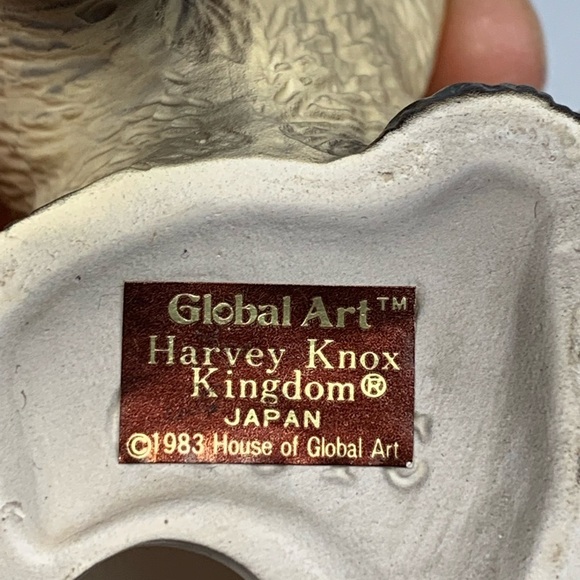 Global Art™
Harvey Knox
Kingdom®
JAPAN
©1983 House of Global Art